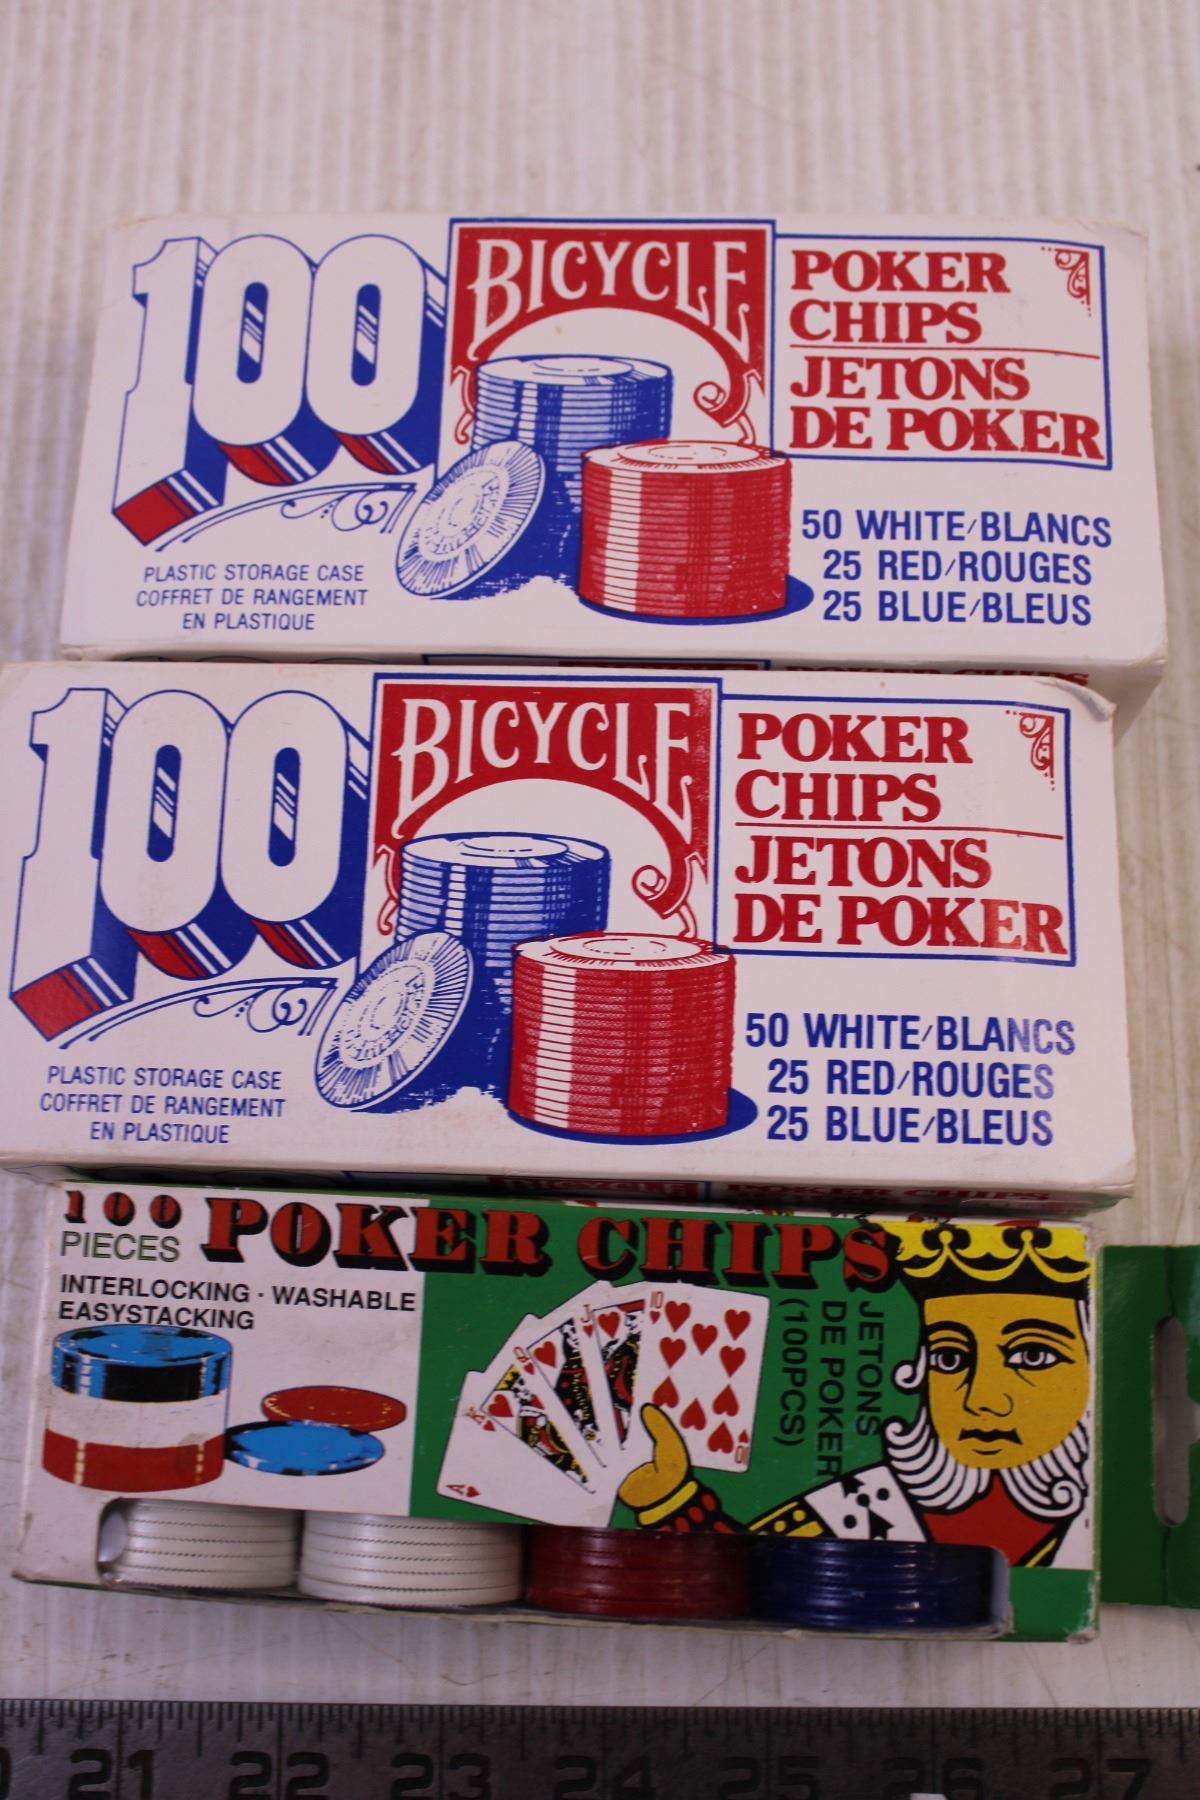 100
BICYCLE
POKER
CHIPS
JETONS
DE POKER
50 WHITE/BLANCS
25 RED/ROUGES
25 BLUE/BLEUS
PLASTIC STORAGE CASE
COFFRET DE RANGEMENT
EN PLASTIQUE
100
BICYCLE
POKER
CHIPS
JETONS
DE POKER
50 WHITE/BLANCS
25 RED/ROUGES
25 BLUE/BLEUS
PLASTIC STORAGE CASE
COFFRET DE RANGEMENT
EN PLASTIQUE
100
PIECES
POKER CHIPS
INTERLOCKING · WASHABLE
EASYSTACKING
JETONS
DE POKER
(100PCS)
A
K
Q
J
10
10
21 22 23 24 25 26 27